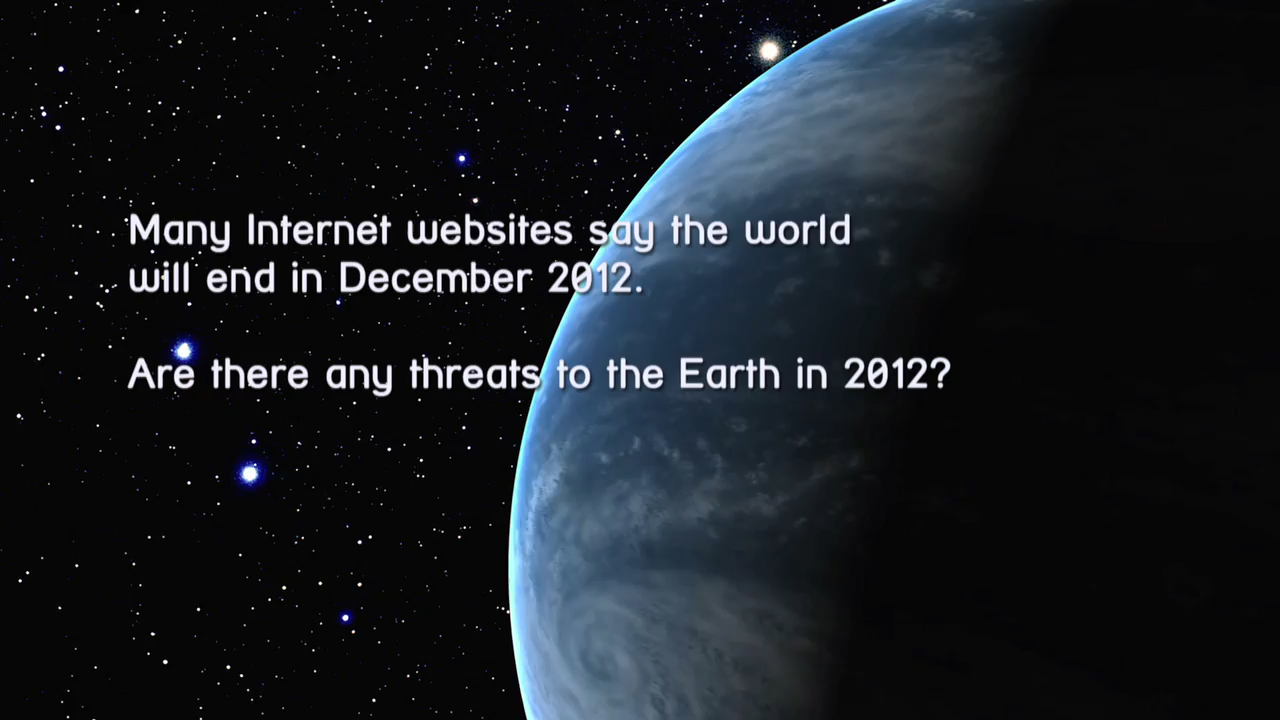 Many Internet websites say the world
will end in December 2012.
Are there any threats to the Earth in 2012?